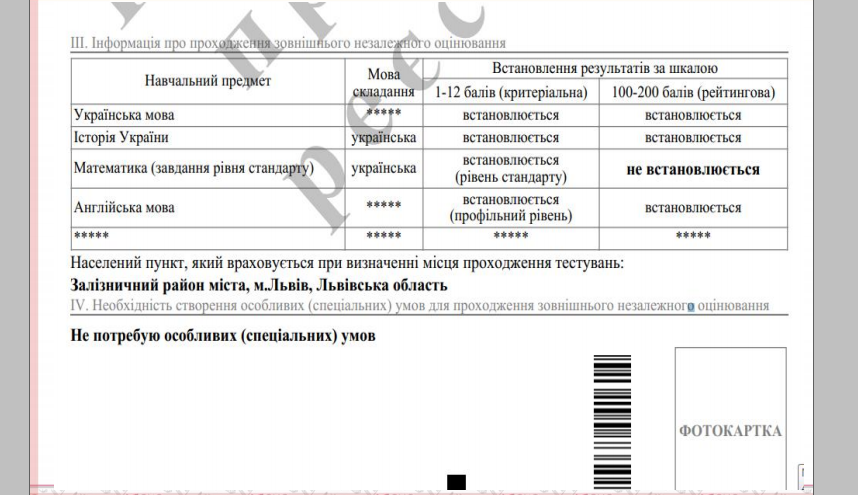 III. Інформація про проходження зовнішнього незалежного оцінювання
Навчальний предмет
Мова складання
Встановлення результатів за шкалою
1-12 балів (критеріальна)
100-200 балів (рейтингова)
Українська мова ***** встановлюється встановлюється
Історія України українська встановлюється встановлюється
Математика (завдання рівня стандарту) українська встановлюється (рівень стандарту) не встановлюється
Англійська мова ***** встановлюється (профільний рівень) встановлюється
***** ***** ***** *****
Населений пункт, який враховується при визначенні місця проходження тестувань:
Залізничний район міста, м.Львів, Львівська область
IV. Необхідність створення особливих (спеціальних) умов для проходження зовнішнього незалежного оцінювання
Не потребую особливих (спеціальних) умов
ФОТОКАРТКА